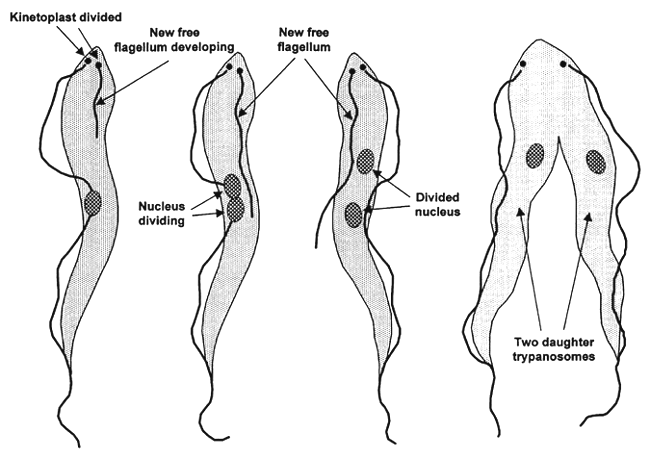 Kinetoplast divided
New free
flagellum developing
New free
flagellum
Nucleus
dividing
Divided
nucleus
Two daughter
trypanosomes